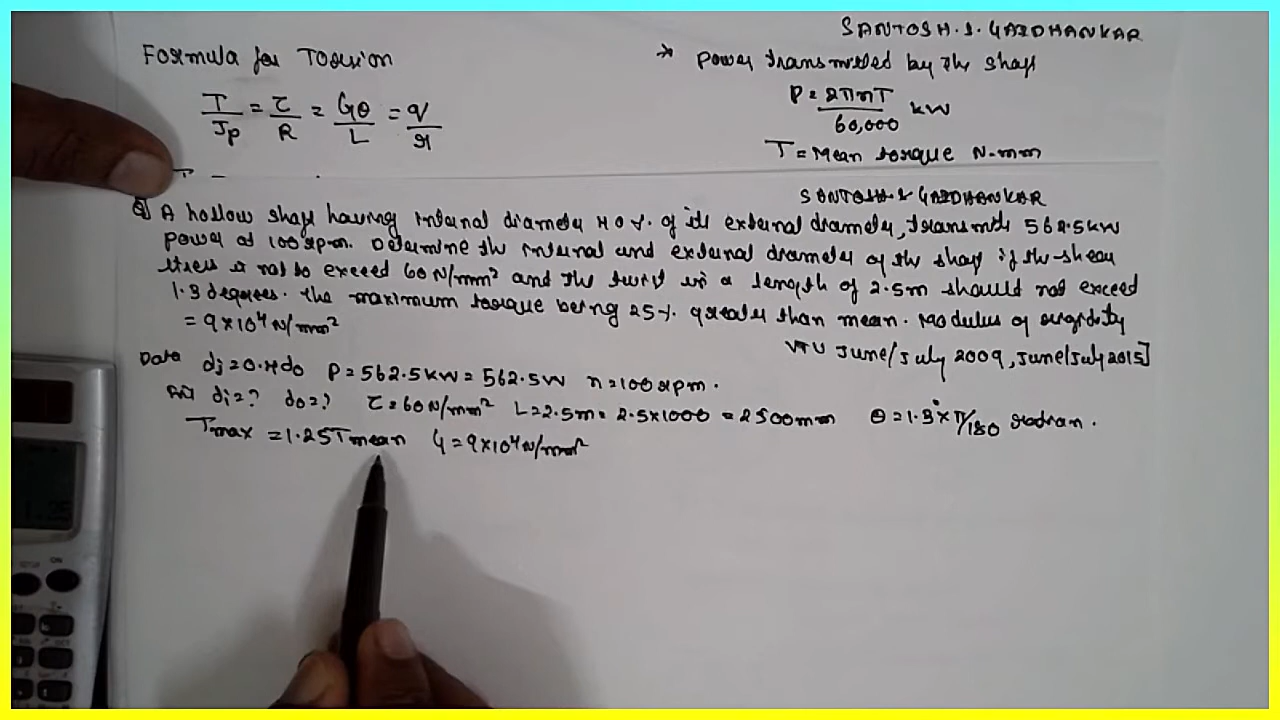 SANTOSH.S.GAIDHANKAR
Formula for Torsion
* Power transmitted by the shaft
T/Jp = τ/R = Gθ/L = q/r
P = 2πnT/60,000 kW
T = Mean torque N-mm
SANTOSH.S GAIDHANKAR
Q] A hollow shaft having internal diameter 40%. of its external diameter, transmits 562.5kW
power at 100 rpm. Determine the internal and external diameter of the shaft if the shear
stress is not to exceed 60 N/mm² and the twist in a length of 2.5m should not exceed
1.3 degrees. The maximum torque being 25%. greater than mean. Modulus of rigidity
= 9×10⁴ N/mm²
VTU June/July 2009, June/July 2015]
Data di=0.4do P=562.5kW=562.5W n=100 rpm.
di=? do=? τ=60 N/mm² L=2.5m = 2.5×1000 = 2500mm θ=1.3°×π/180 radian.
Tmax = 1.25Tmean G=9×10⁴N/mm²